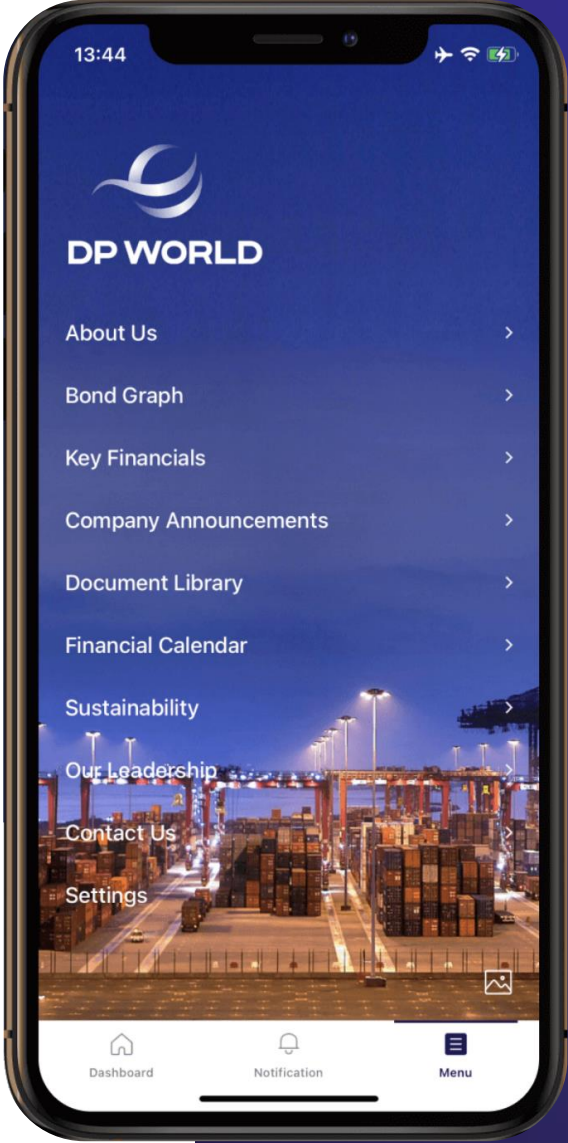 13:44
DP WORLD
About Us
Bond Graph
Key Financials
Company Announcements
Document Library
Financial Calendar
Sustainability
Our Leadership
Contact Us
Settings
Dashboard
Notification
Menu